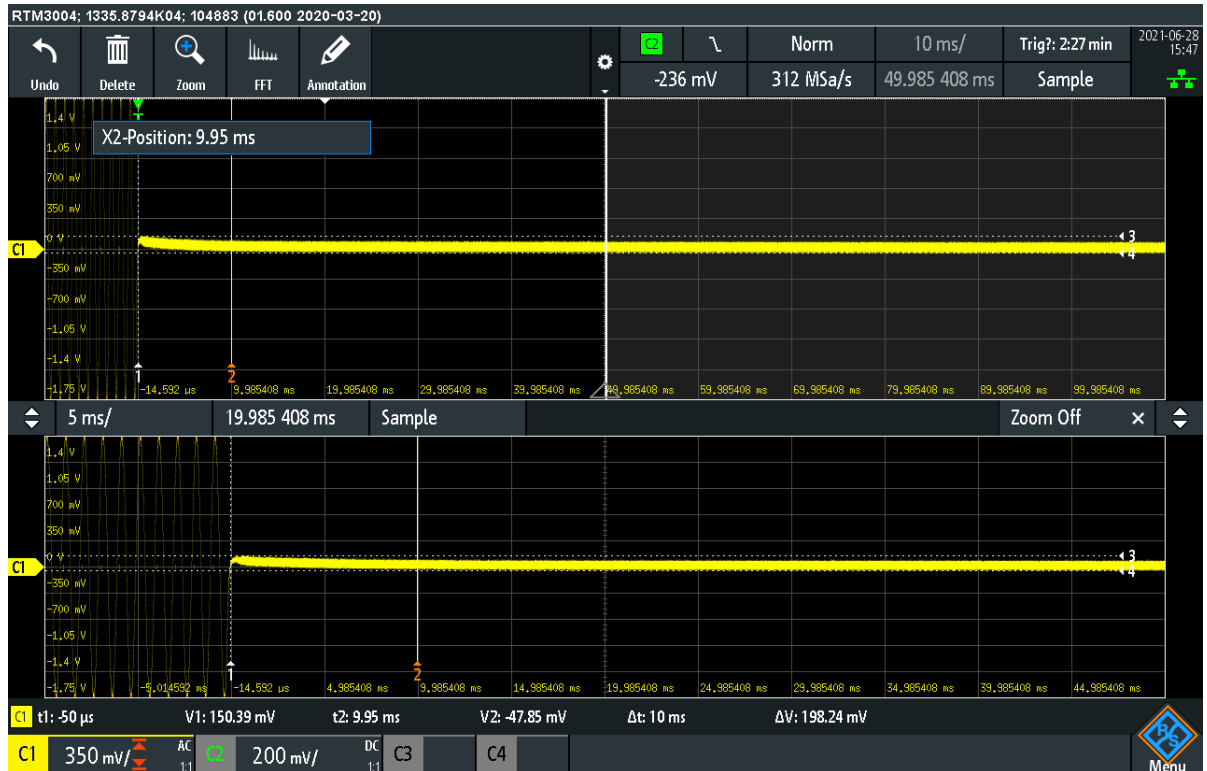 RTM3004; 1335.8794K04; 104883 (01.600 2020-03-20)
Undo Delete Zoom FFT Annotation
C2 Norm 10 ms/ Trig?: 2:27 min 2021-06-28
15:47
-236 mV 312 MSa/s 49.985 408 ms Sample
1,4 V
X2-Position: 9.95 ms
1,05 V
700 mV
350 mV
0 V
3
C1
4
-350 mV
-700 mV
-1,05 V
-1,4 V
1 2
-1,75 V -14,592 µs 9,985408 ms 19,985408 ms 29,985408 ms 39,985408 ms 49,985408 ms 59,985408 ms 69,985408 ms 79,985408 ms 89,985408 ms 99,985408 ms
5 ms/ 19.985 408 ms Sample Zoom Off ×
1,4 V
1,05 V
700 mV
350 mV
0 V
3
C1
4
-350 mV
-700 mV
-1,05 V
-1,4 V
1 2
-1,75 V -5,014592 ms -14,592 µs 4,985408 ms 9,985408 ms 14,985408 ms 19,985408 ms 24,985408 ms 29,985408 ms 34,985408 ms 39,985408 ms 44,985408 ms
C1 t1: -50 µs V1: 150.39 mV t2: 9.95 ms V2: -47.85 mV Δt: 10 ms ΔV: 198.24 mV
C1 350 mV/ AC 1:1 C2 200 mV/ DC 1:1 C3 C4
R&S
Menu